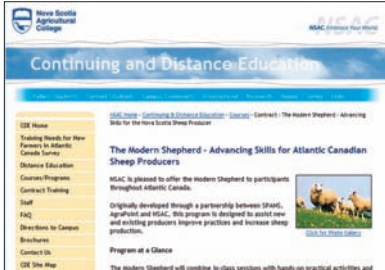 Nova Scotia
Agricultural
College
NSAC
NSAC Embrace Your World
Continuing and Distance Education
NSAC Home - Continuing & Distance Education - Courses - Contract - The Modern Shepherd - Advancing
Skills for the Nova Scotia Sheep Producer
CDE Home
Training Needs for New
Farmers in Atlantic
Canada Survey
Distance Education
Courses/Programs
Contract Training
Staff
FAQ
Directions to Campus
Brochures
Contact Us
CDE Site Map
The Modern Shepherd - Advancing Skills for Atlantic Canadian
Sheep Producers
NSAC is pleased to offer the Modern Shepherd to participants
throughout Atlantic Canada.
Originally developed through a partnership between SPANS,
AgraPoint and NSAC, this program is designed to assist new
and existing producers improve practices and increase sheep
production.
Click for Photo Gallery
Program at a Glance
The Modern Shepherd will combine in-class sessions with hands-on practical activities and